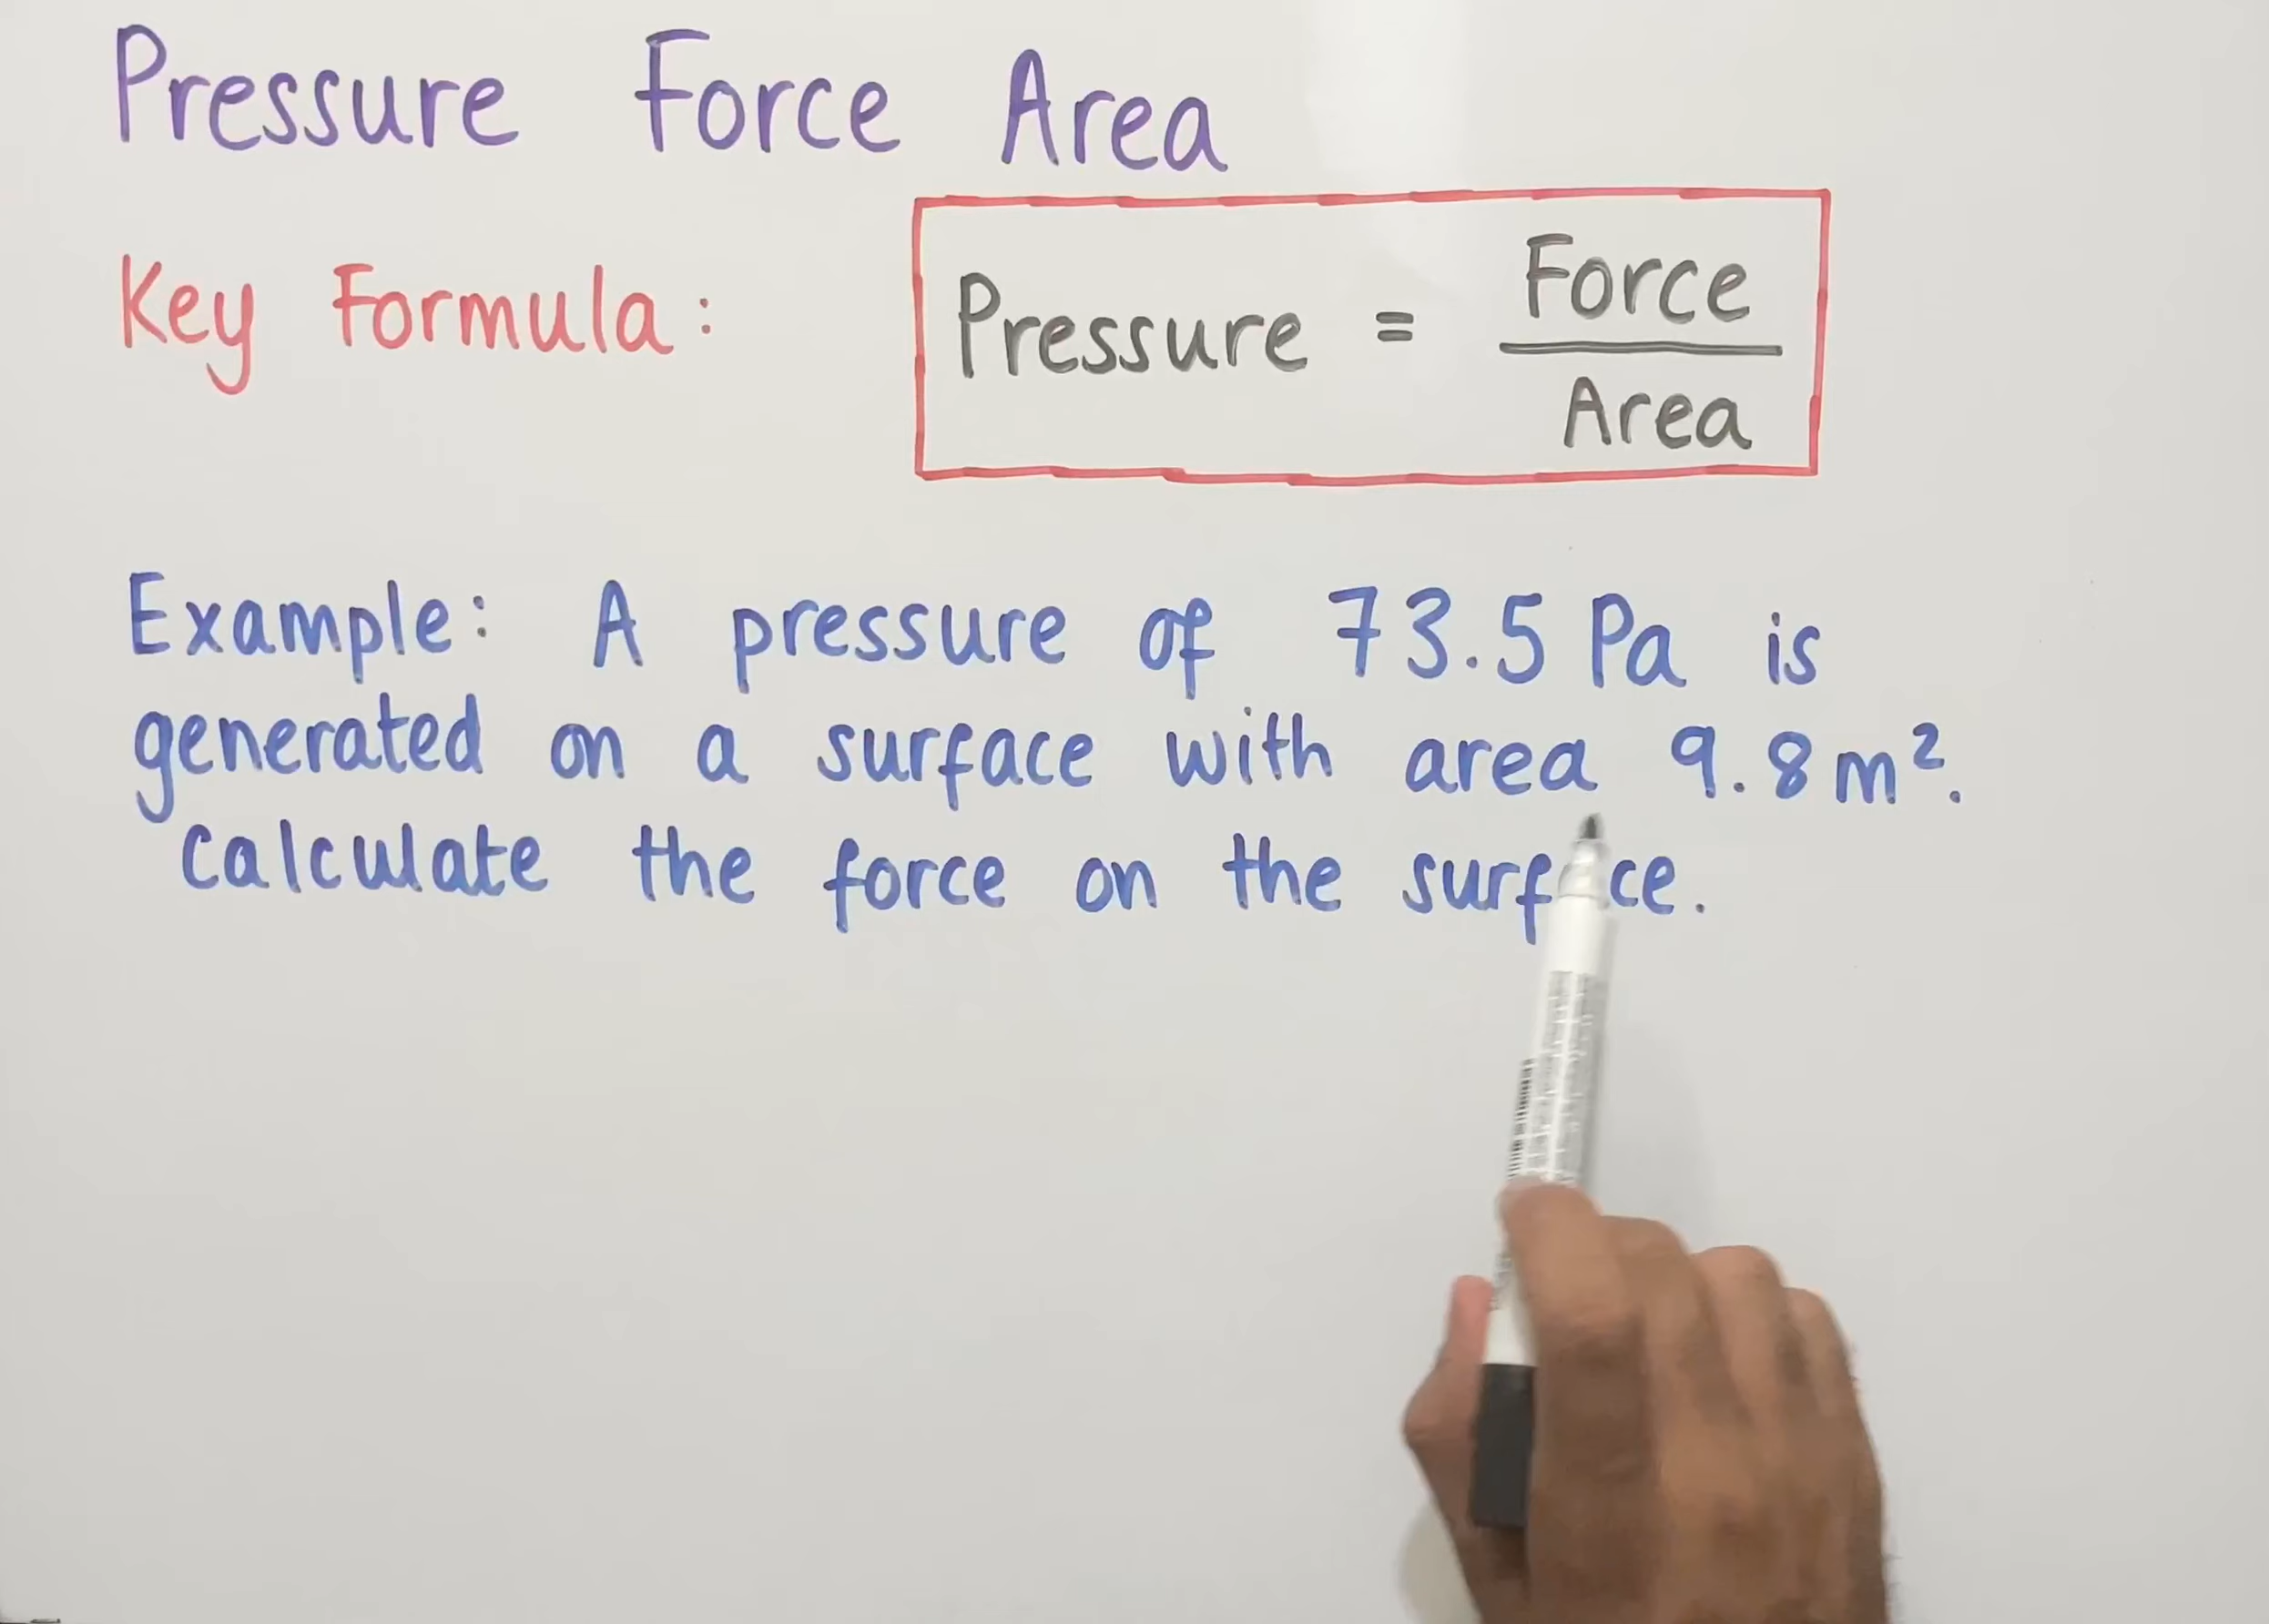 Pressure Force Area
Key Formula:
Pressure = Force
Area
Example: A pressure of 73.5 Pa is
generated on a surface with area 9.8 m².
Calculate the force on the surface.